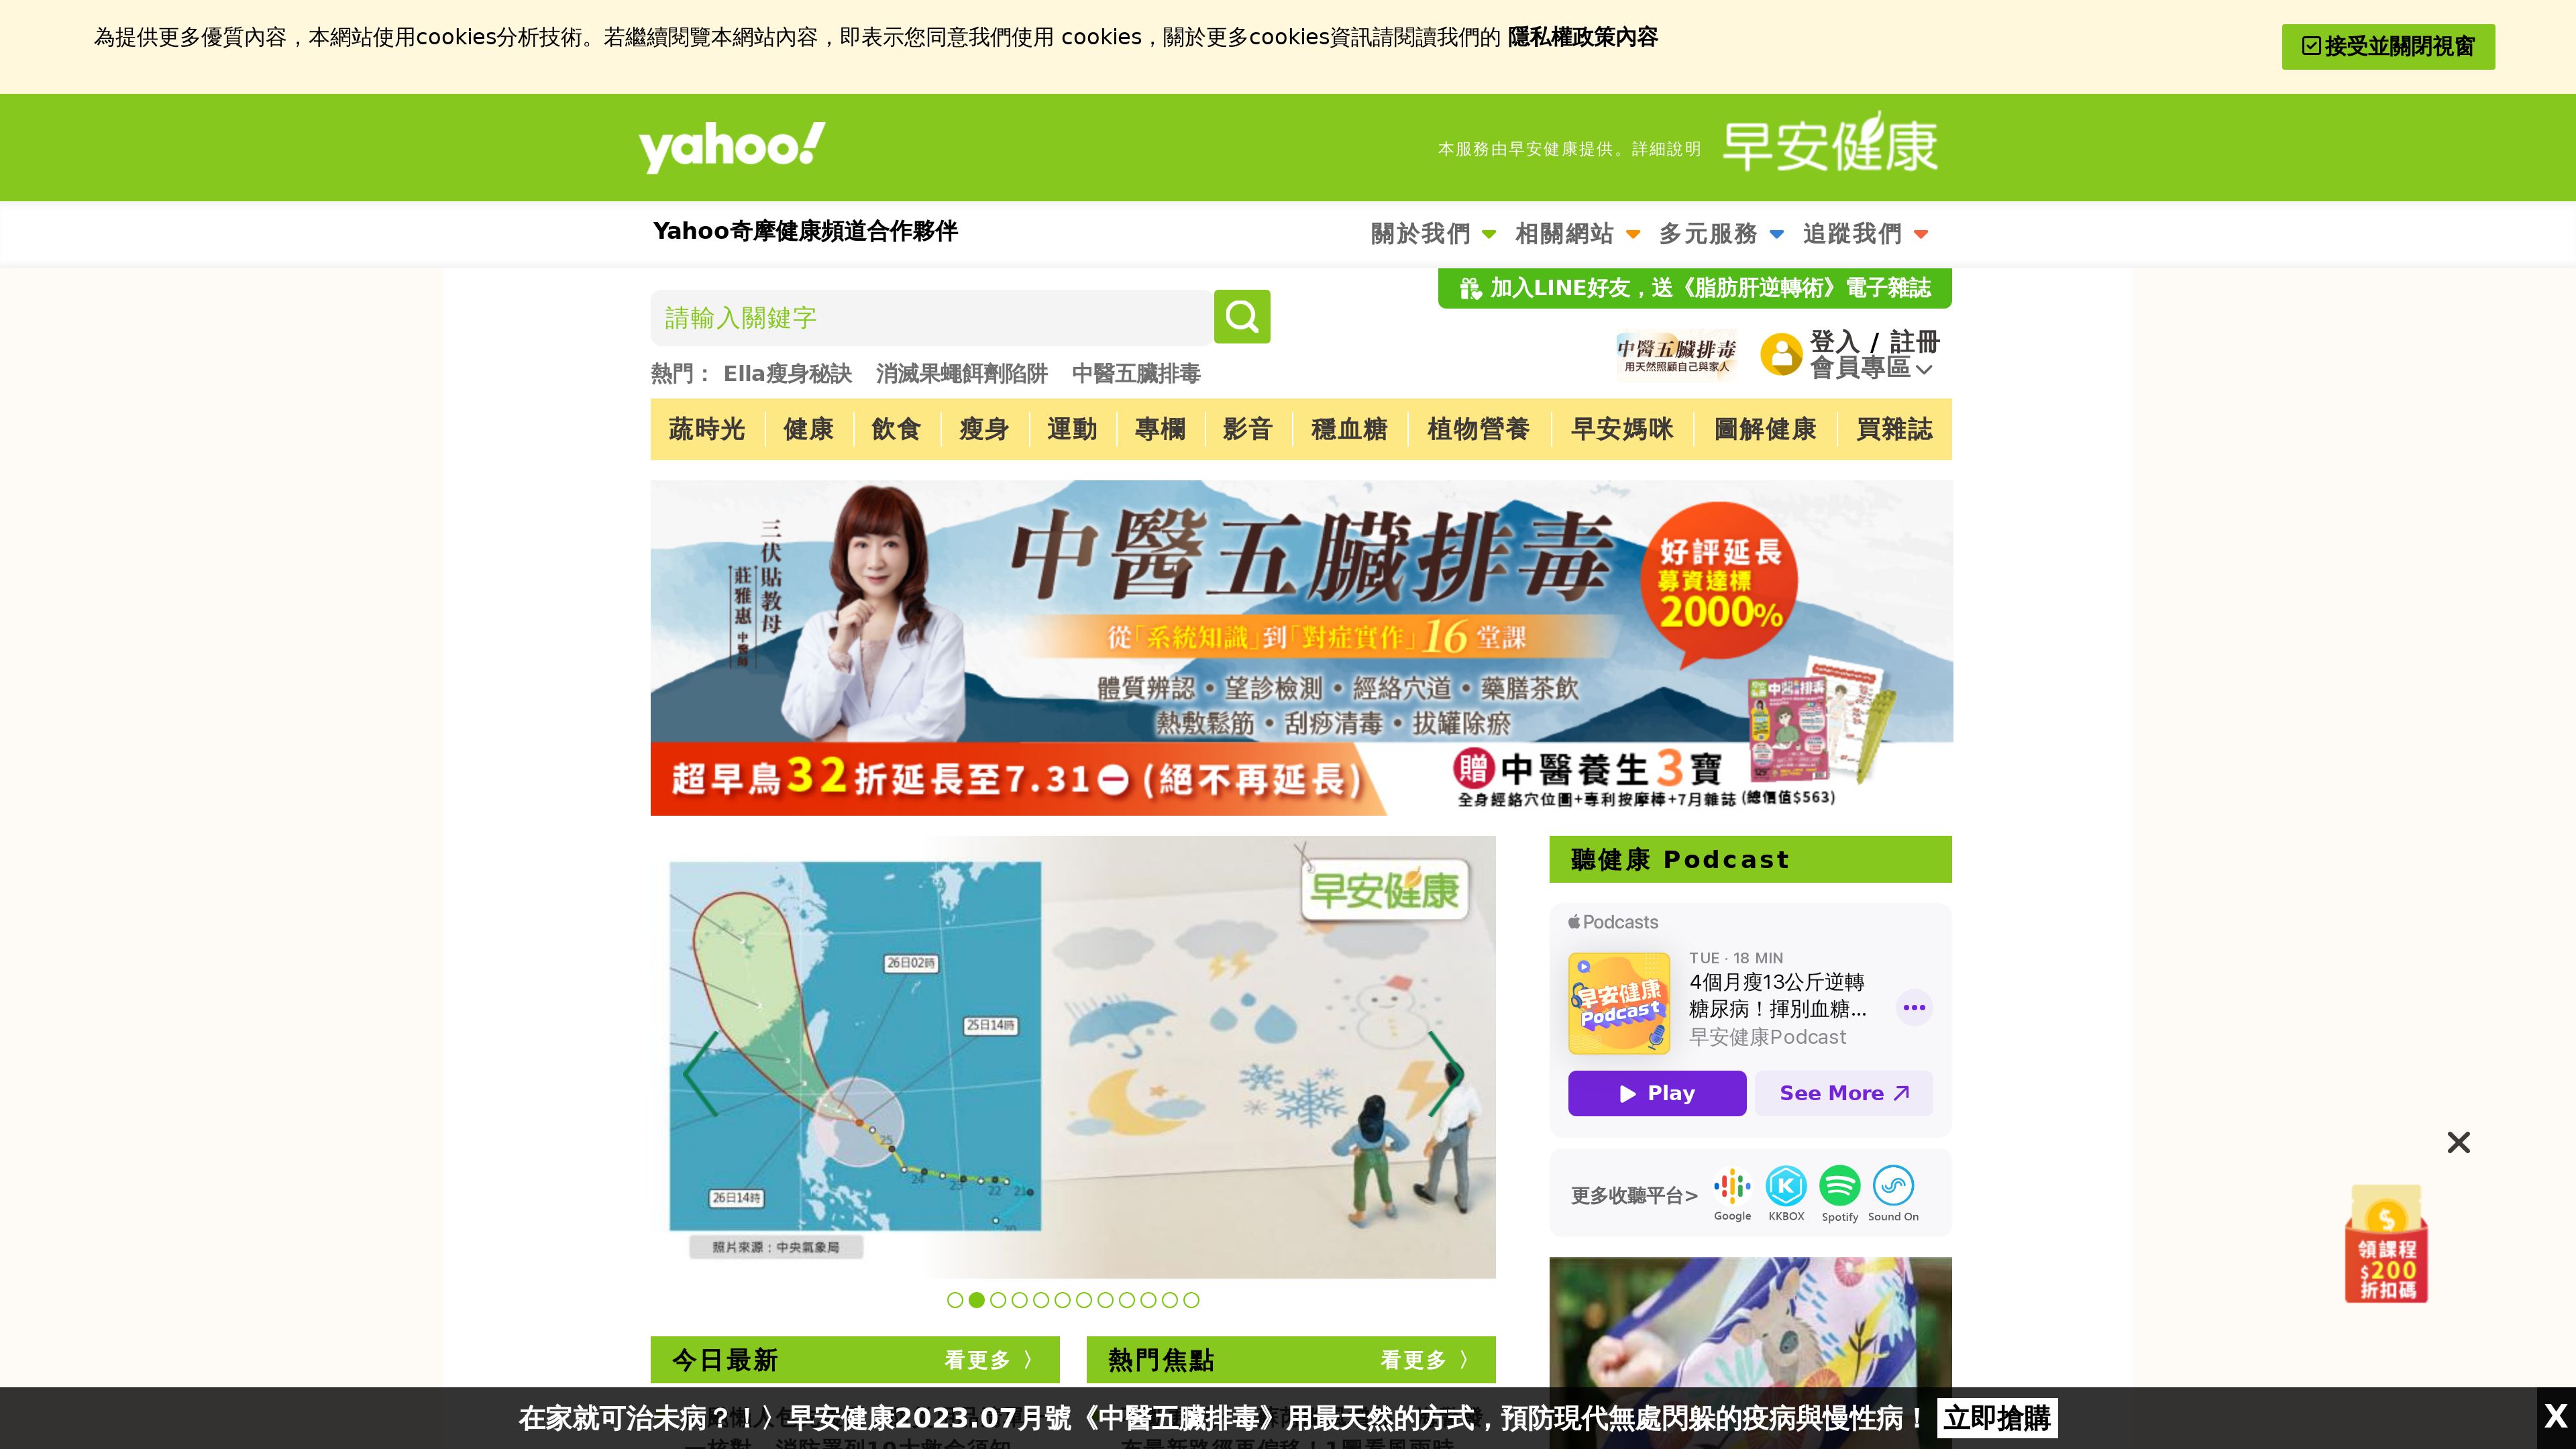 為提供更多優質內容，本網站使用cookies分析技術。若繼續閱覽本網站內容，即表示您同意我們使用 cookies，關於更多cookies資訊請閱讀我們的 隱私權政策內容
接受並關閉視窗
yahoo!
本服務由早安健康提供。詳細說明
早安健康
Yahoo奇摩健康頻道合作夥伴
關於我們
相關網站
多元服務
追蹤我們
加入LINE好友，送《脂肪肝逆轉術》電子雜誌
請輸入關鍵字
熱門： Ella瘦身秘訣 消滅果蠅餌劑陷阱 中醫五臟排毒
中醫五臟排毒
用天然照顧自己與家人
登入 / 註冊
會員專區
蔬時光 健康 飲食 瘦身 運動 專欄 影音 穩血糖 植物營養 早安媽咪 圖解健康 買雜誌
三伏貼教母
莊雅惠 中醫師
中醫五臟排毒
從「系統知識」到「對症實作」16 堂課
體質辨認•望診檢測•經絡穴道•藥膳茶飲
熱敷鬆筋•刮痧清毒•拔罐除瘀
好評延長
募資達標
2000%
超早鳥32折延長至7.31㊀ (絕不再延長)
贈 中醫養生3寶
全身經絡穴位圖+專利按摩棒+7月雜誌 (總價值$563)
早安健康
26日02時
25日14時
26日14時
25
24
23
22
21
20
照片來源：中央氣象局
聽健康 Podcast
Podcasts
TUE · 18 MIN
4個月瘦13公斤逆轉
糖尿病！揮別血糖...
早安健康Podcast
早安健康
Podcast
Play
See More
更多收聽平台>
Google
KKBOX
Spotify
Sound On
領課程
$200
折扣碼
今日最新
看更多 〉
熱門焦點
看更多 〉
在家就可治未病？！〉早安健康2023.07月號《中醫五臟排毒》用最天然的方式，預防現代無處閃躲的疫病與慢性病！ 立即搶購
X